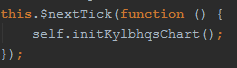 this.$nextTick(function () {
    self.initKylbhqsChart();
});